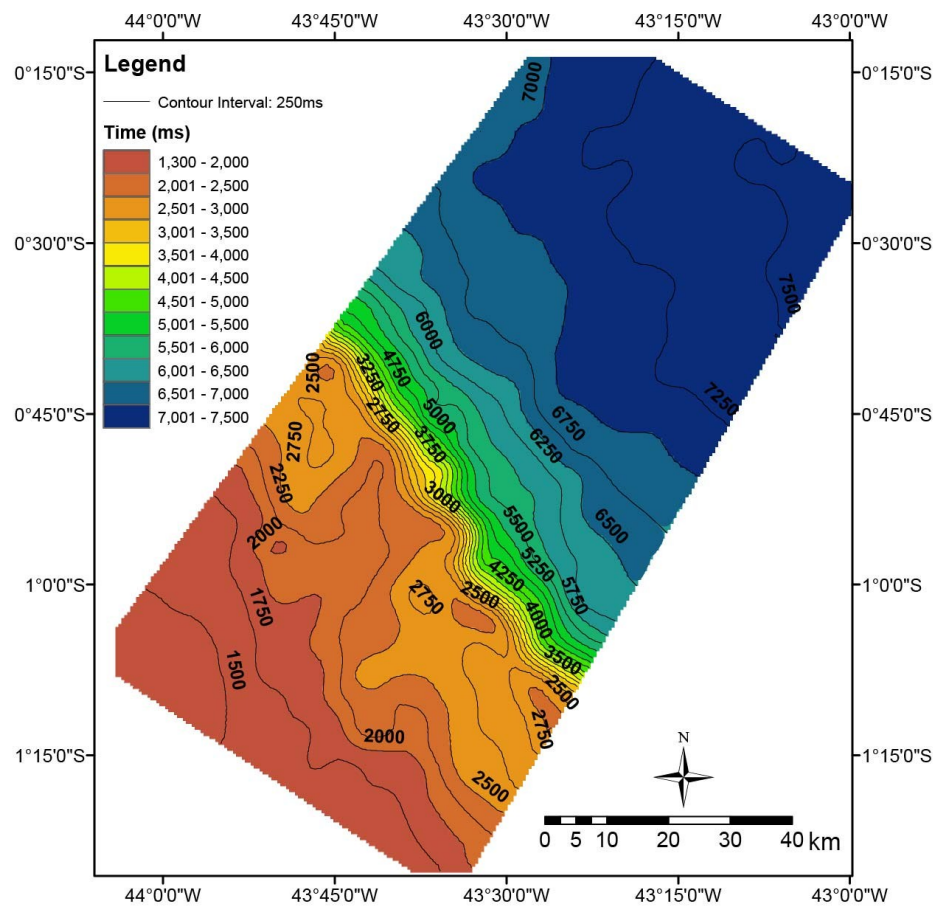 44°0'0"W 43°45'0"W 43°30'0"W 43°15'0"W 43°0'0"W
0°15'0"S
0°30'0"S
0°45'0"S
1°0'0"S
1°15'0"S
Legend
Contour Interval: 250ms
Time (ms)
1,300 - 2,000
2,001 - 2,500
2,501 - 3,000
3,001 - 3,500
3,501 - 4,000
4,001 - 4,500
4,501 - 5,000
5,001 - 5,500
5,501 - 6,000
6,001 - 6,500
6,501 - 7,000
7,001 - 7,500
7000
7500
7250
6000
6750
6250
6500
2500
3250
4750
2750
5000
3750
2750
3000
2250
2000
5500
5250
5750
4250
4000
2500
2750
3500
2500
1750
1500
2750
2000
2500
N
0 5 10 20 30 40 km
0°15'0"S
0°30'0"S
0°45'0"S
1°0'0"S
1°15'0"S
44°0'0"W 43°45'0"W 43°30'0"W 43°15'0"W 43°0'0"W